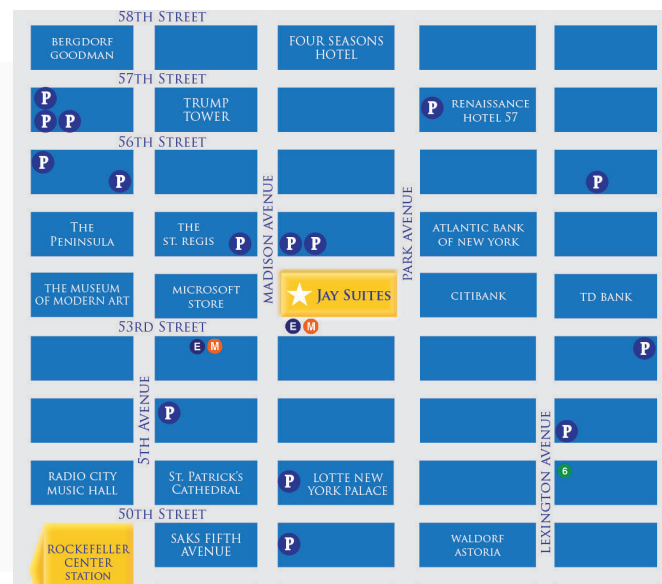 58TH STREET
BERGDORF
GOODMAN
FOUR SEASONS
HOTEL
57TH STREET
P
P P
TRUMP
TOWER
P
RENAISSANCE
HOTEL 57
56TH STREET
P
P
P
MADISON AVENUE
PARK AVENUE
THE
PENINSULA
THE
ST. REGIS
P
P P
ATLANTIC BANK
OF NEW YORK
THE MUSEUM
OF MODERN ART
MICROSOFT
STORE
JAY SUITES
CITIBANK
TD BANK
53RD STREET
E M
E M
P
5TH AVENUE
P
LEXINGTON AVENUE
P
RADIO CITY
MUSIC HALL
ST. PATRICK'S
CATHEDRAL
P
LOTTE NEW
YORK PALACE
6
50TH STREET
ROCKEFELLER
CENTER
STATION
SAKS FIFTH
AVENUE
P
WALDORF
ASTORIA